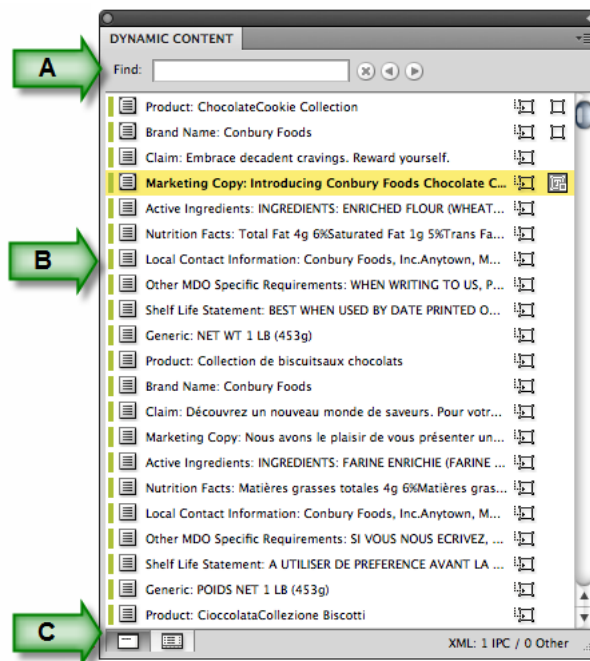 DYNAMIC CONTENT
A
Find:
Product: ChocolateCookie Collection
Brand Name: Conbury Foods
Claim: Embrace decadent cravings. Reward yourself.
Marketing Copy: Introducing Conbury Foods Chocolate C...
Active Ingredients: INGREDIENTS: ENRICHED FLOUR (WHEAT...
Nutrition Facts: Total Fat 4g 6%Saturated Fat 1g 5%Trans Fa...
B
Local Contact Information: Conbury Foods, Inc.Anytown, M...
Other MDO Specific Requirements: WHEN WRITING TO US, P...
Shelf Life Statement: BEST WHEN USED BY DATE PRINTED O...
Generic: NET WT 1 LB (453g)
Product: Collection de biscuitsaux chocolats
Brand Name: Conbury Foods
Claim: Découvrez un nouveau monde de saveurs. Pour votr...
Marketing Copy: Nous avons le plaisir de vous présenter un...
Active Ingredients: INGREDIENTS: FARINE ENRICHIE (FARINE ...
Nutrition Facts: Matières grasses totales 4g 6%Matières gras...
Local Contact Information: Conbury Foods, Inc.Anytown, M...
Other MDO Specific Requirements: SI VOUS NOUS ECRIVEZ, ...
Shelf Life Statement: A UTILISER DE PREFERENCE AVANT LA ...
Generic: POIDS NET 1 LB (453g)
Product: CioccolataCollezione Biscotti
C
XML: 1 IPC / 0 Other